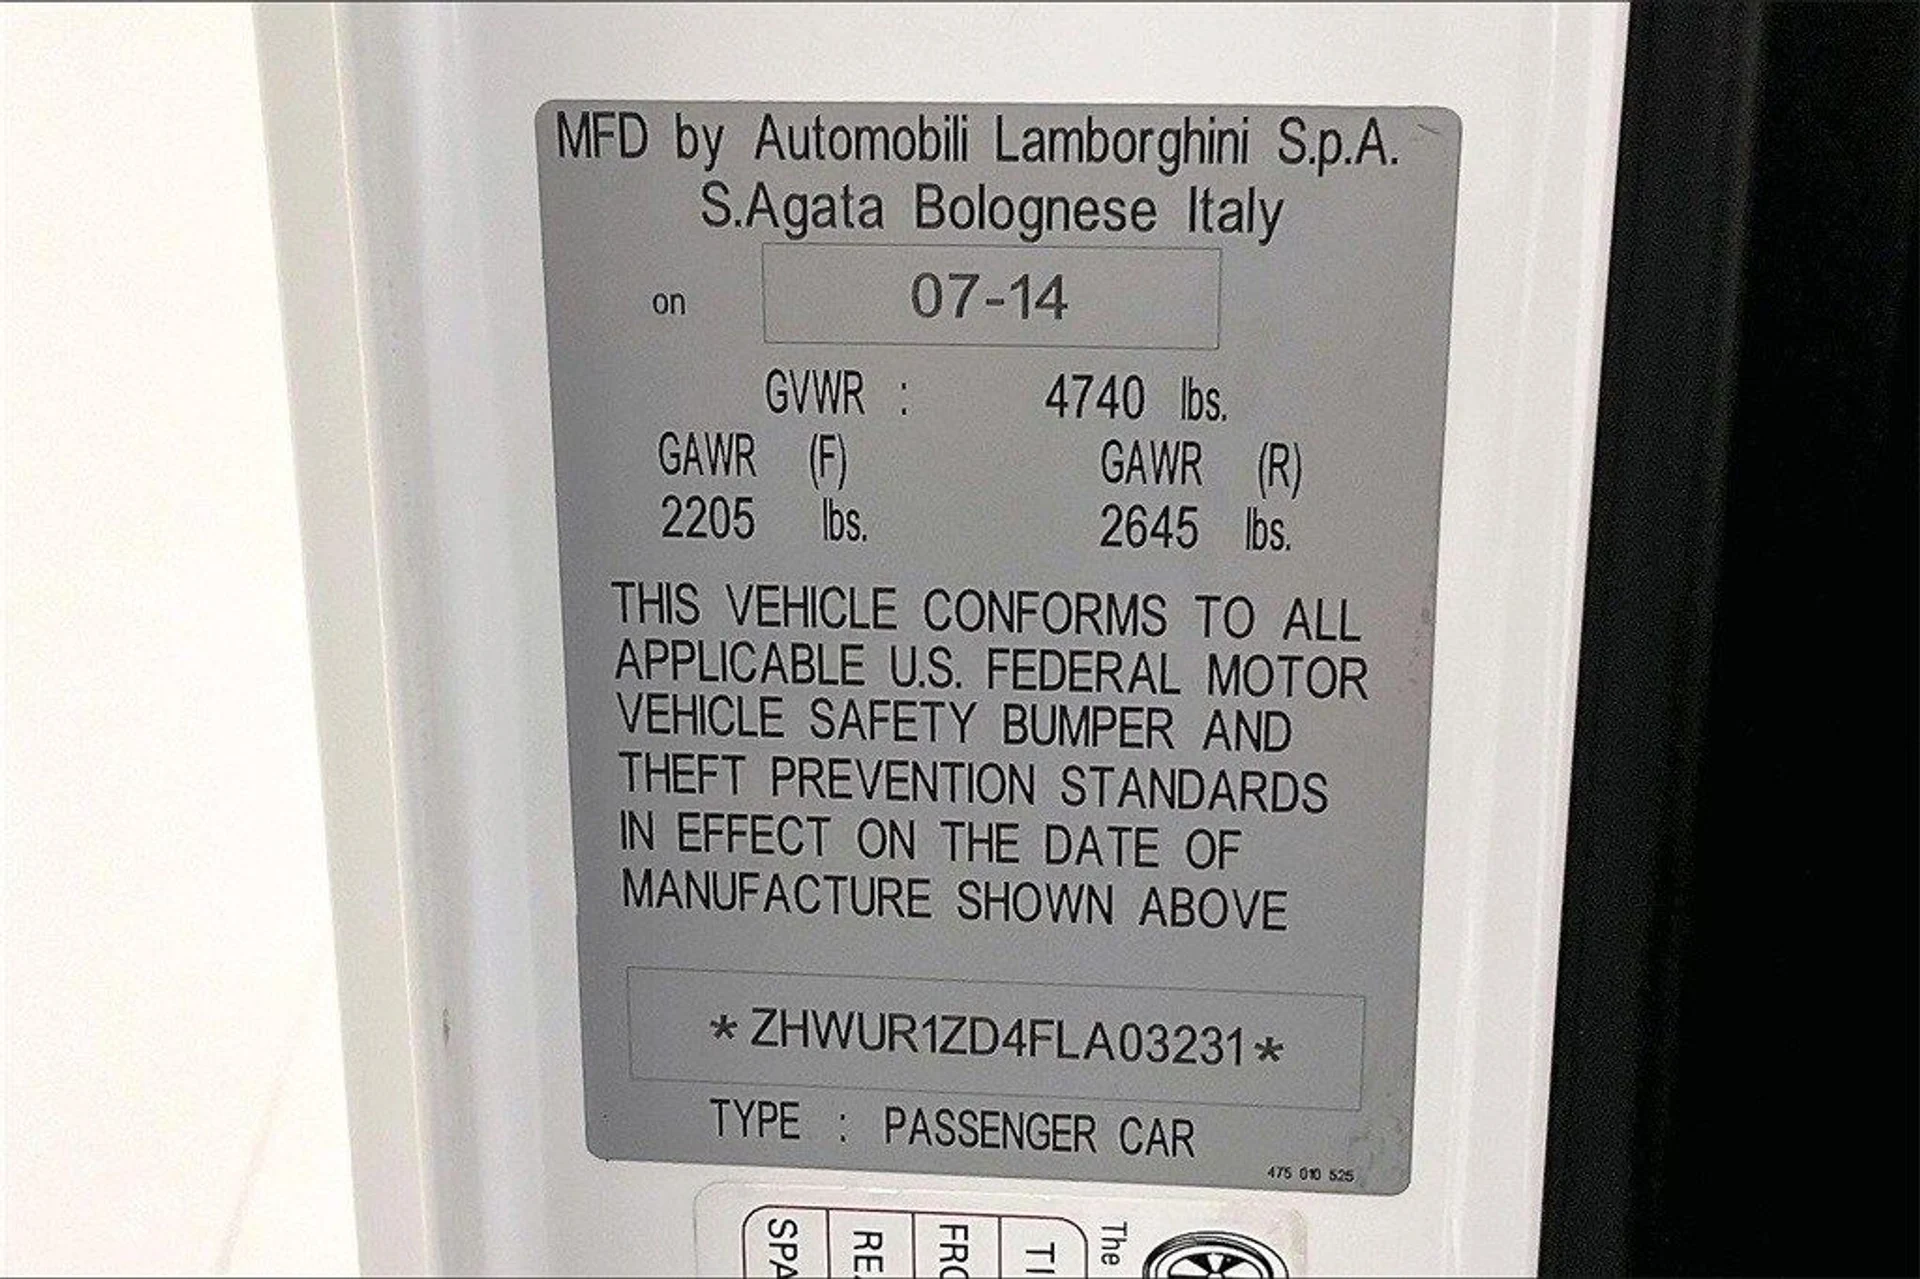 MFD by Automobili Lamborghini S.p.A.
S.Agata Bolognese Italy
on 07-14
GVWR : 4740 lbs.
GAWR (F) GAWR (R)
2205 lbs. 2645 lbs.
THIS VEHICLE CONFORMS TO ALL
APPLICABLE U.S. FEDERAL MOTOR
VEHICLE SAFETY BUMPER AND
THEFT PREVENTION STANDARDS
IN EFFECT ON THE DATE OF
MANUFACTURE SHOWN ABOVE
*ZHWUR1ZD4FLA03231*
TYPE : PASSENGER CAR
475 010 525
The